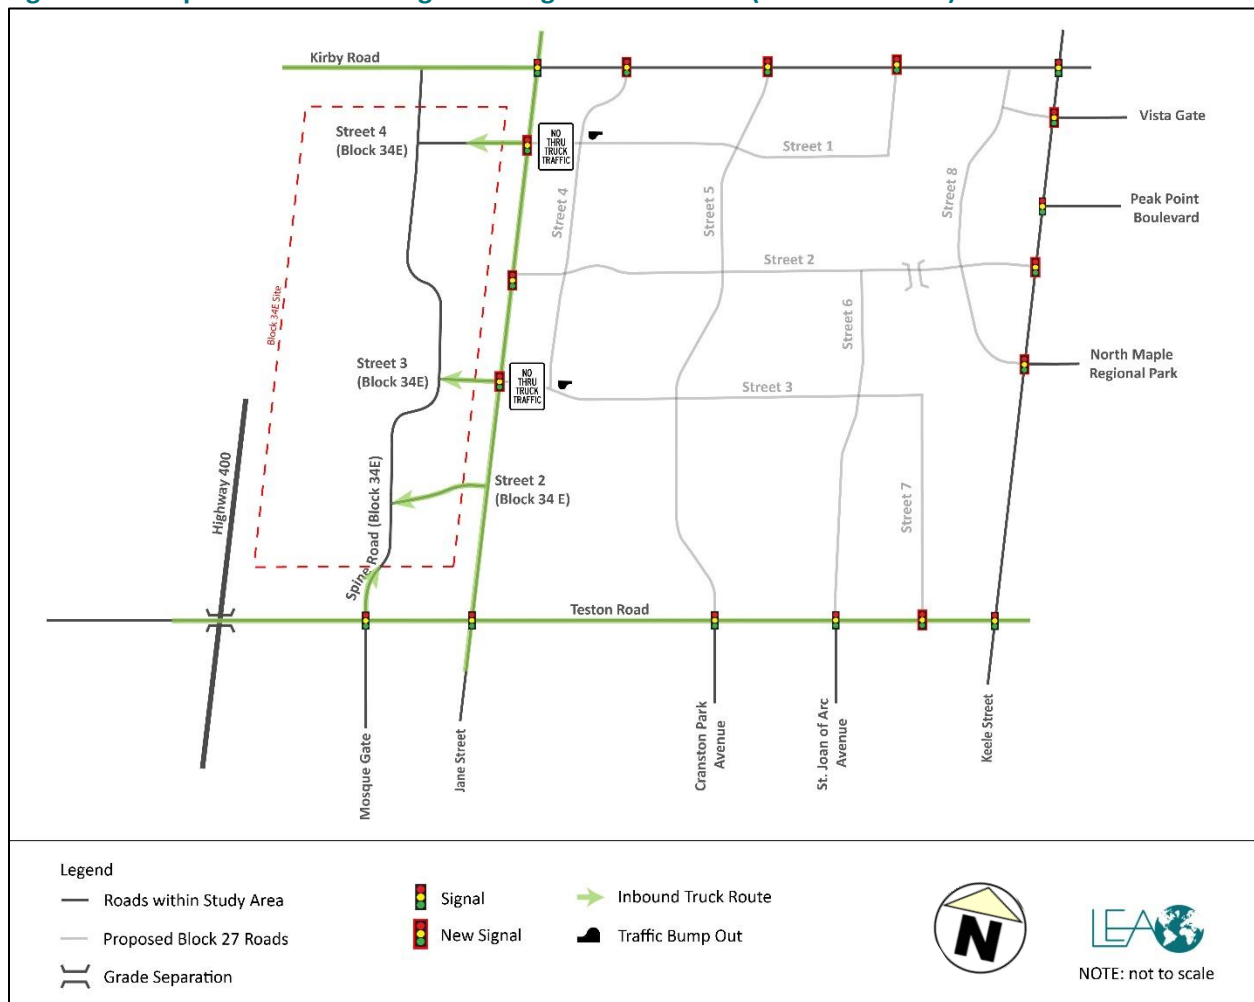 Kirby Road
Street 4
(Block 34E)
NO
THRU
TRUCK
TRAFFIC
Street 1
Vista Gate
Street 4
Street 5
Street 8
Peak Point
Boulevard
Block 34E Site
Street 2
Street 6
Street 3
(Block 34E)
NO
THRU
TRUCK
TRAFFIC
Street 3
North Maple
Regional Park
Highway 400
Spine Road (Block 34E)
Street 2
(Block 34 E)
Street 7
Teston Road
Mosque Gate
Jane Street
Cranston Park
Avenue
St. Joan of Arc
Avenue
Keele Street
Legend
Roads within Study Area
Proposed Block 27 Roads
Grade Separation
Signal
New Signal
Inbound Truck Route
Traffic Bump Out
N
LEA
NOTE: not to scale